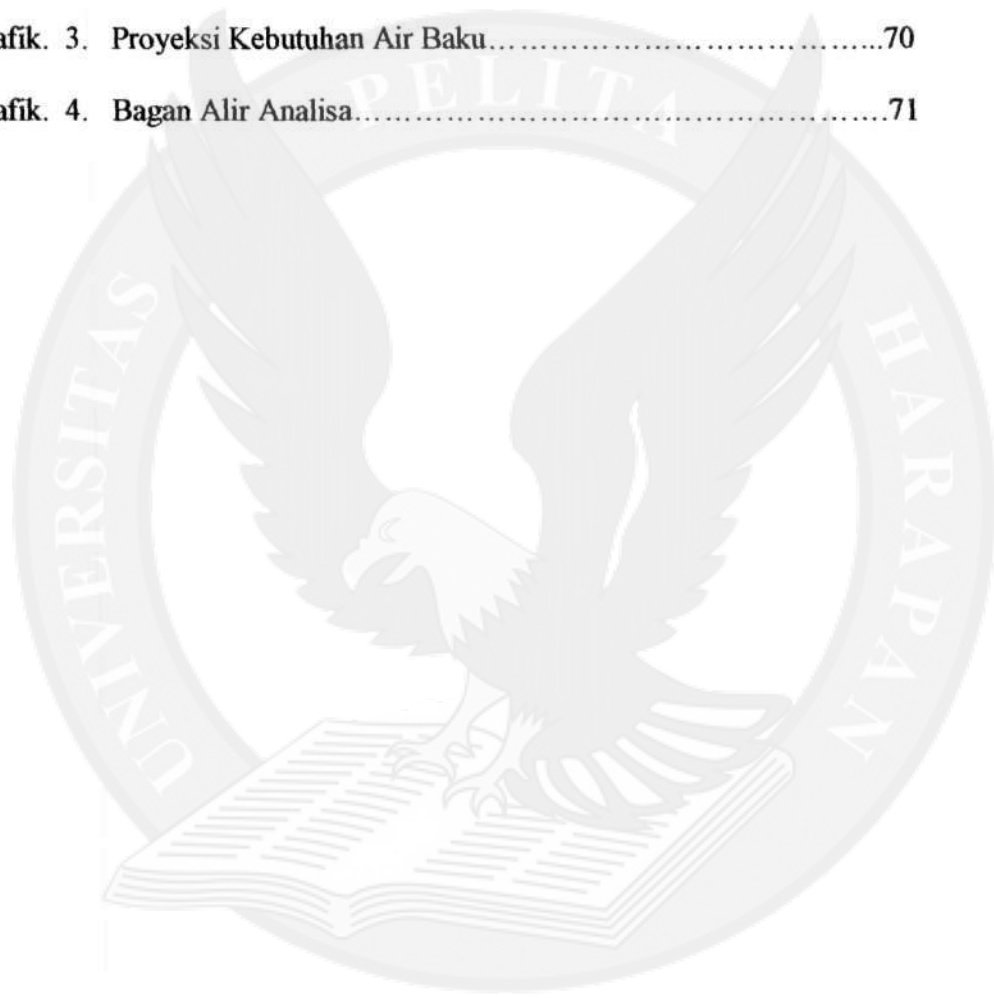 afik. 3. Proyeksi Kebutuhan Air Baku……………………………...70
afik. 4. Bagan Alir Analisa……………………………………………….71
UNIVERSITAS PELITA HARAPAN